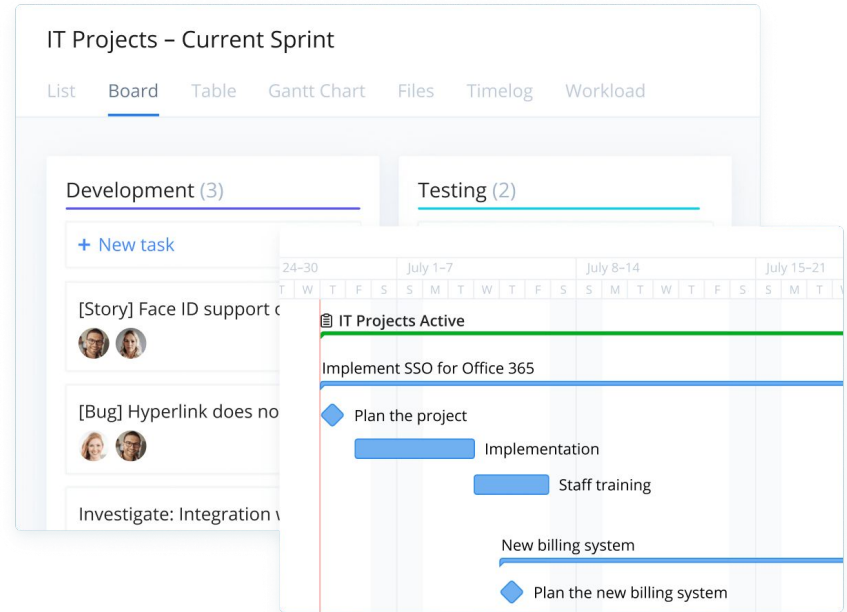 IT Projects – Current Sprint
List Board Table Gantt Chart Files Timelog Workload
Development (3)
+ New task
[Story] Face ID support
[Bug] Hyperlink does
Investigate: Integration
Testing (2)
24–30 July 1–7 July 8–14 July 15–21
T W T F S S M T W T F S S M T W T F S S M T
IT Projects Active
Implement SSO for Office 365
Plan the project
Implementation
Staff training
New billing system
Plan the new billing system